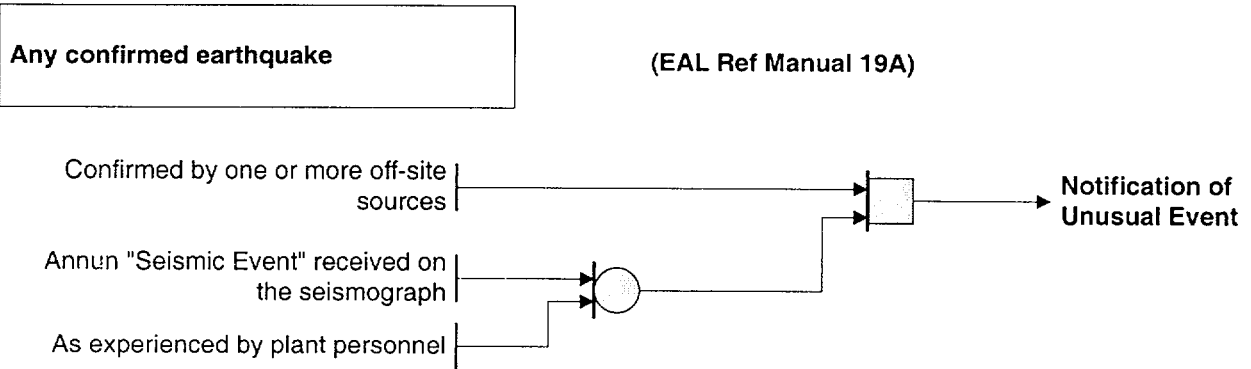 Any confirmed earthquake
(EAL Ref Manual 19A)
Confirmed by one or more off-site
sources
Notification of
Unusual Event
Annun "Seismic Event" received on
the seismograph
As experienced by plant personnel